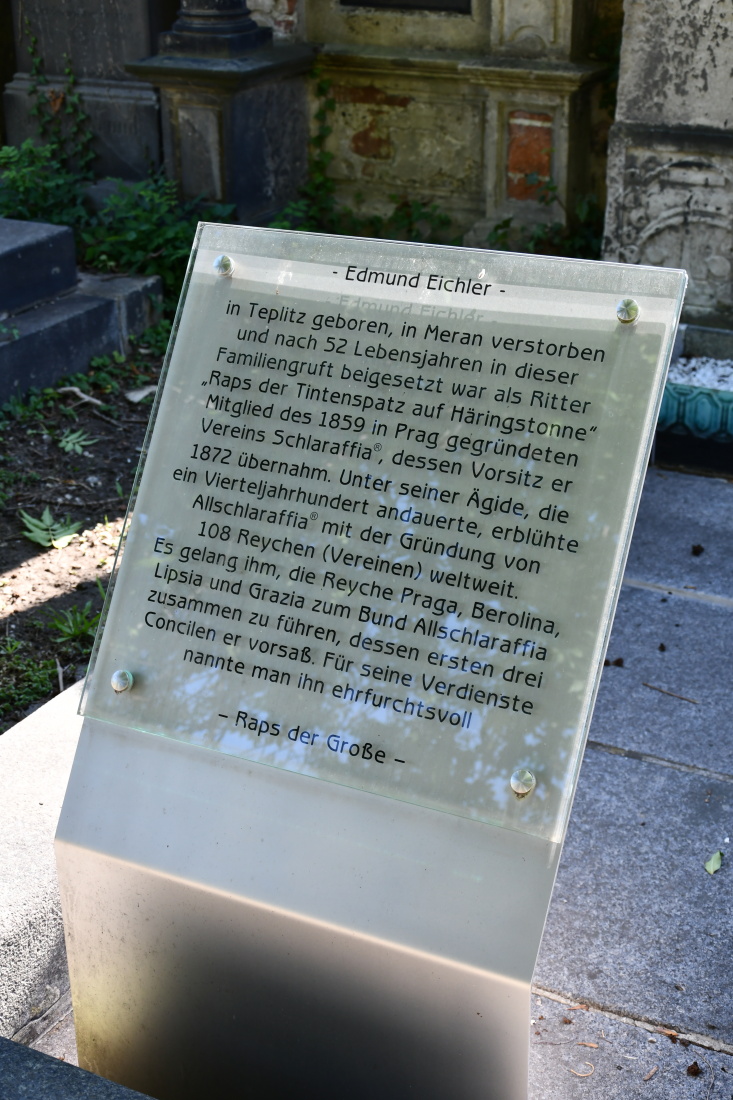 - Edmund Eichler -
in Teplitz geboren, in Meran verstorben
und nach 52 Lebensjahren in dieser
Familiengruft beigesetzt war als Ritter
„Raps der Tintenspatz auf Häringstonne“
Mitglied des 1859 in Prag gegründeten
Vereins Schlaraffia®, dessen Vorsitz er
1872 übernahm. Unter seiner Ägide, die
ein Vierteljahrhundert andauerte, erblühte
Allschlaraffia® mit der Gründung von
108 Reychen (Vereinen) weltweit.
Es gelang ihm, die Reyche Praga, Berolina,
Lipsia und Grazia zum Bund Allschlaraffia
zusammen zu führen, dessen ersten drei
Concilen er vorsaß. Für seine Verdienste
nannte man ihn ehrfurchtsvoll
– Raps der Große –